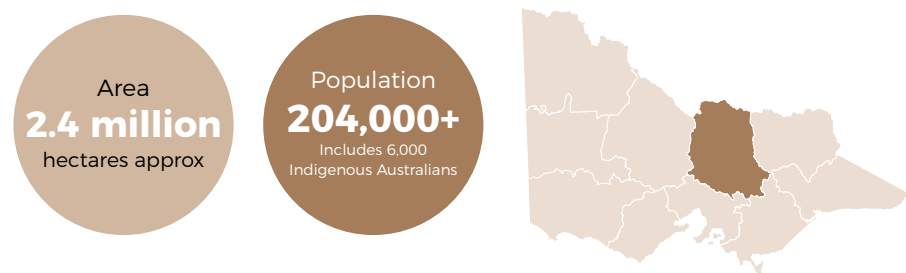 Area
2.4 million
hectares approx
Population
204,000+
Includes 6,000
Indigenous Australians